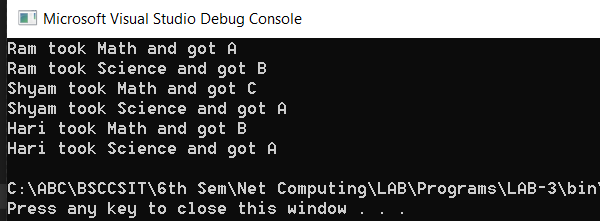 Microsoft Visual Studio Debug Console
Ram took Math and got A
Ram took Science and got B
Shyam took Math and got C
Shyam took Science and got A
Hari took Math and got B
Hari took Science and got A
C:\ABC\BSCCSIT\6th Sem\Net Computing\LAB\Programs\LAB-3\bin\
Press any key to close this window . . .